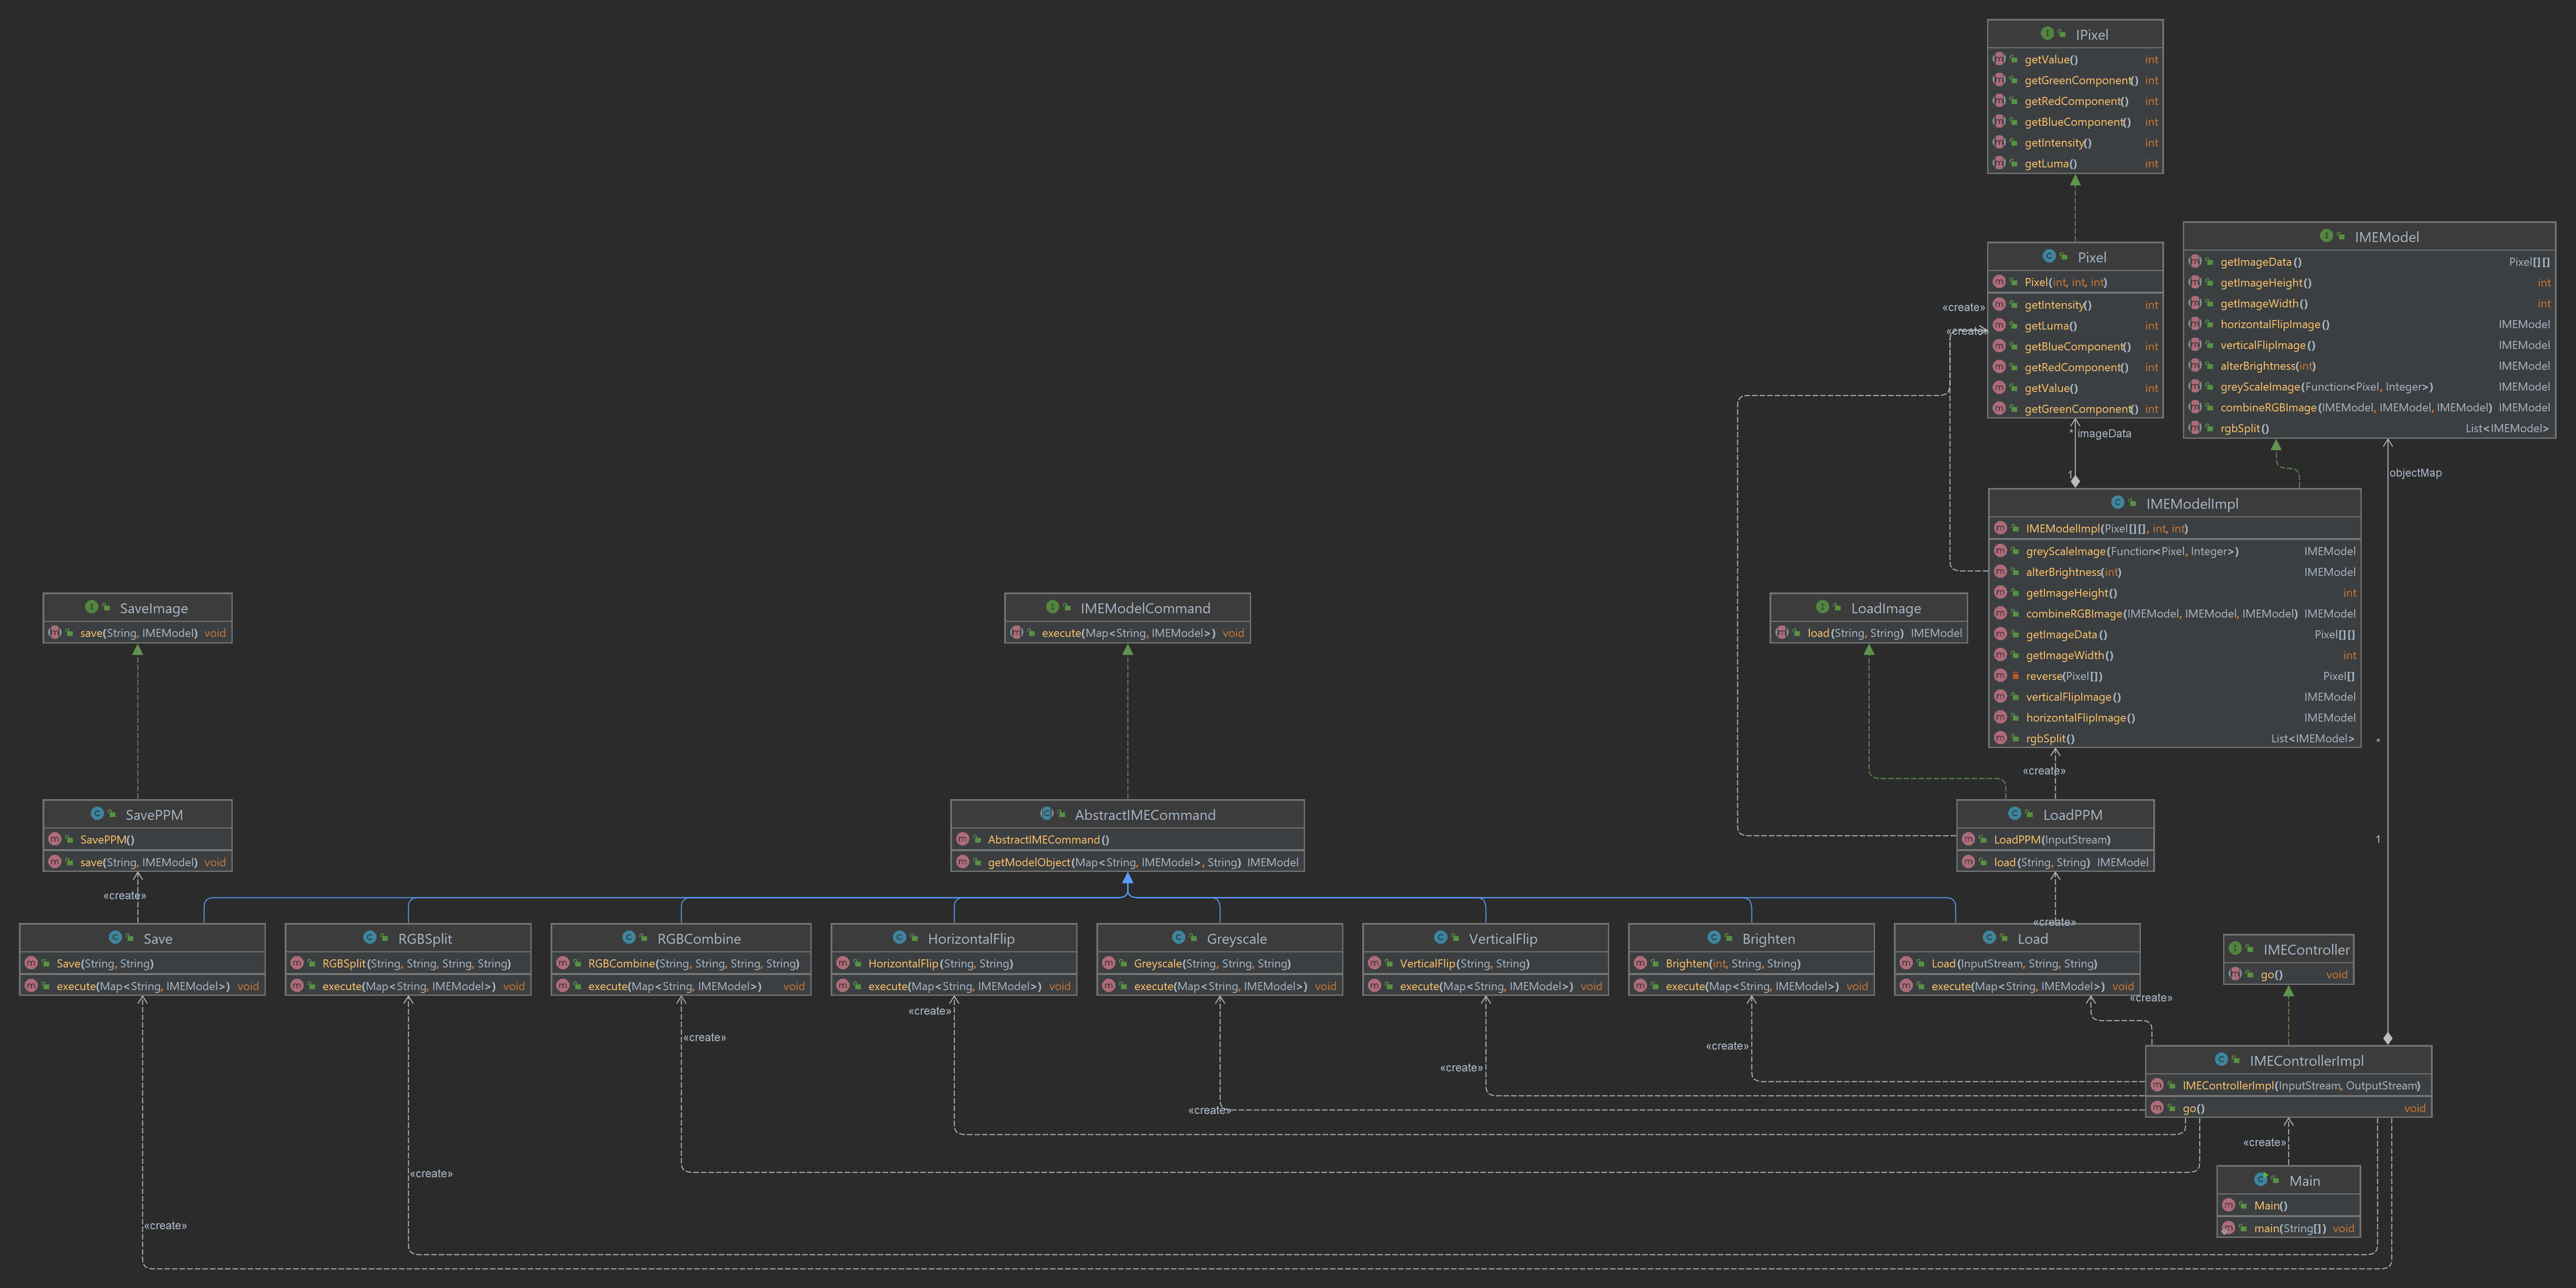 IPixel
getValue() int
getGreenComponent() int
getRedComponent() int
getBlueComponent() int
getIntensity() int
getLuma() int
Pixel
Pixel(int, int, int)
getIntensity() int
getLuma() int
getBlueComponent() int
getRedComponent() int
getValue() int
getGreenComponent() int
«create»
«create»
* imageData
1
IMEModel
getImageData() Pixel[][]
getImageHeight() int
getImageWidth() int
horizontalFlipImage() IMEModel
verticalFlipImage() IMEModel
alterBrightness(int) IMEModel
greyScaleImage(Function<Pixel, Integer>) IMEModel
combineRGBImage(IMEModel, IMEModel, IMEModel) IMEModel
rgbSplit() List<IMEModel>
objectMap
*
1
IMEModelImpl
IMEModelImpl(Pixel[][], int, int)
greyScaleImage(Function<Pixel, Integer>) IMEModel
alterBrightness(int) IMEModel
getImageHeight() int
combineRGBImage(IMEModel, IMEModel, IMEModel) IMEModel
getImageData() Pixel[][]
getImageWidth() int
reverse(Pixel[]) Pixel[]
verticalFlipImage() IMEModel
horizontalFlipImage() IMEModel
rgbSplit() List<IMEModel>
«create»
SaveImage
save(String, IMEModel) void
IMEModelCommand
execute(Map<String, IMEModel>) void
LoadImage
load(String, String) IMEModel
SavePPM
SavePPM()
save(String, IMEModel) void
«create»
AbstractIMECommand
AbstractIMECommand()
getModelObject(Map<String, IMEModel>, String) IMEModel
LoadPPM
LoadPPM(InputStream)
load(String, String) IMEModel
«create»
Save
Save(String, String)
execute(Map<String, IMEModel>) void
RGBSplit
RGBSplit(String, String, String, String)
execute(Map<String, IMEModel>) void
RGBCombine
RGBCombine(String, String, String, String)
execute(Map<String, IMEModel>) void
HorizontalFlip
HorizontalFlip(String, String)
execute(Map<String, IMEModel>) void
Greyscale
Greyscale(String, String, String)
execute(Map<String, IMEModel>) void
VerticalFlip
VerticalFlip(String, String)
execute(Map<String, IMEModel>) void
Brighten
Brighten(int, String, String)
execute(Map<String, IMEModel>) void
Load
Load(InputStream, String, String)
execute(Map<String, IMEModel>) void
IMEController
go() void
«create»
«create»
«create»
«create»
«create»
«create»
«create»
«create»
IMEControllerImpl
IMEControllerImpl(InputStream, OutputStream)
go() void
«create»
Main
Main()
main(String[]) void